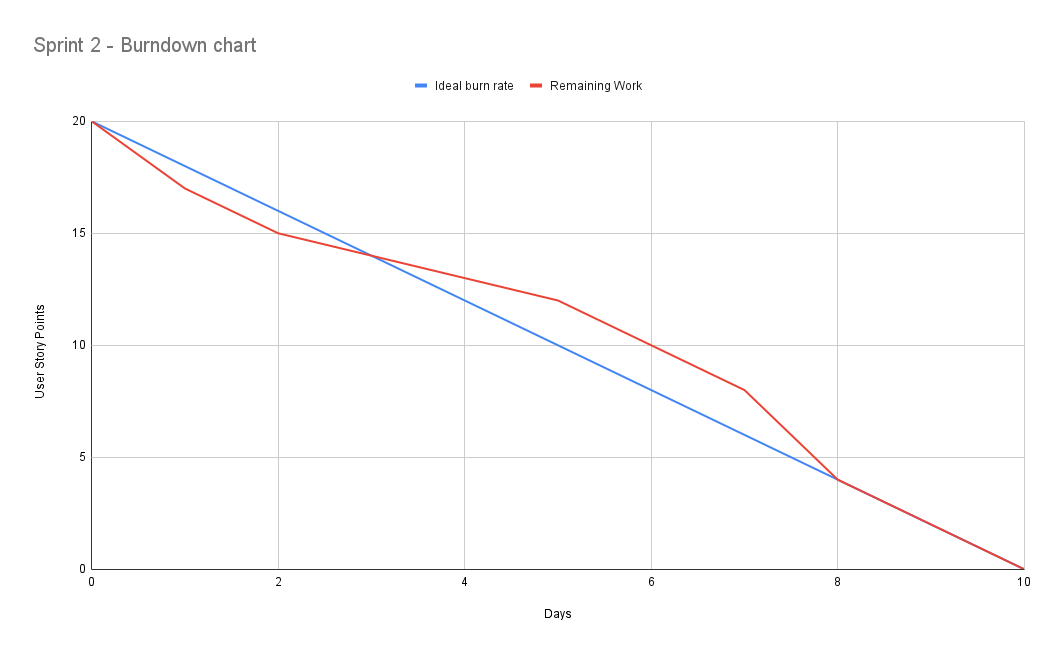 Sprint 2 - Burndown chart
Ideal burn rate Remaining Work
User Story Points
20
15
10
5
0
0 2 4 6 8 10
Days